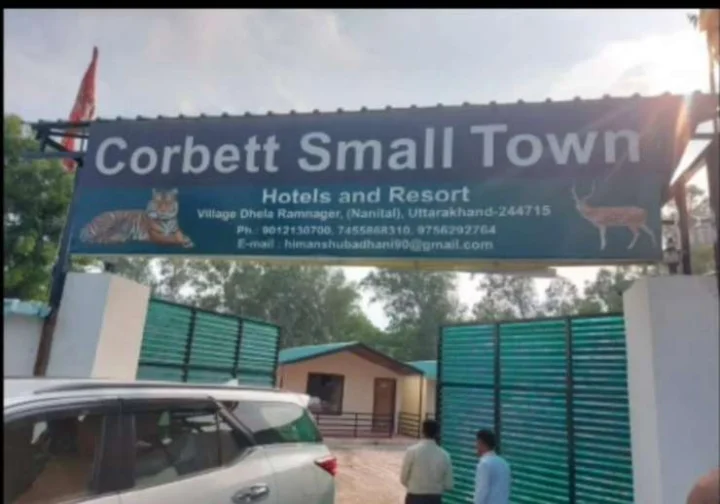 Corbett Small Town
Hotels and Resort
Village Dhela Ramnager, (Nanital), Uttarakhand-244715
Ph.: 9012130700, 7455868310, 9756292764
E-mail : himanshubadhani90@gmail.com